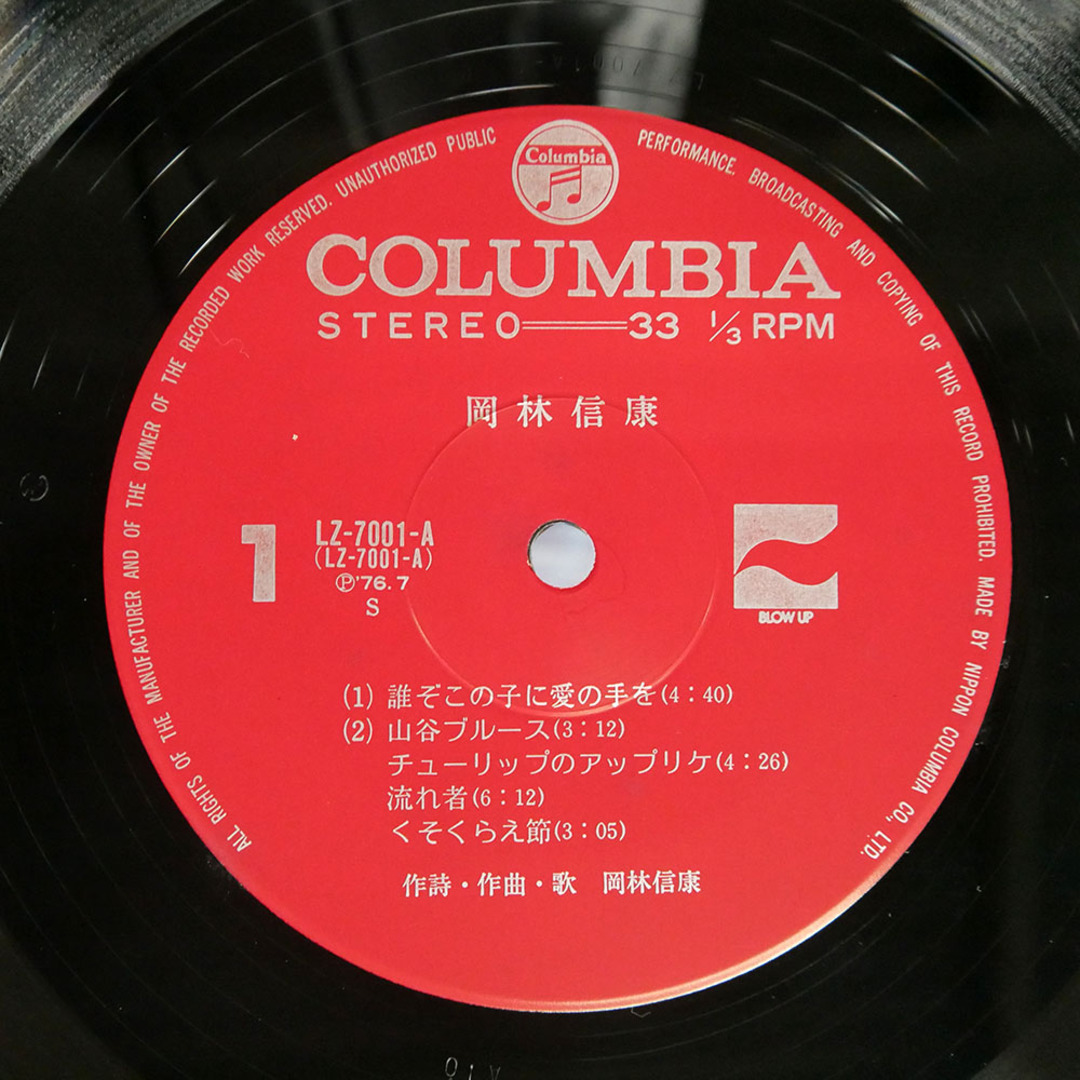 ALL RIGHTS OF THE MANUFACTURER AND OF THE OWNER OF THE RECORDED WORK RESERVED. UNAUTHORIZED PUBLIC PERFORMANCE. BROADCASTING AND COPYING OF THIS RECORD PROHIBITED. MADE BY NIPPON COLUMBIA CO., LTD.
Columbia
COLUMBIA
STEREO 33 1/3 RPM
岡林信康
1
LZ-7001-A
(LZ-7001-A)
Ⓟ'76.7
S
BLOW UP
(1) 誰ぞこの子に愛の手を(4:40)
(2) 山谷ブルース(3:12)
チューリップのアップリケ(4:26)
流れ者(6:12)
くそくらえ節(3:05)
作詩・作曲・歌 岡林信康